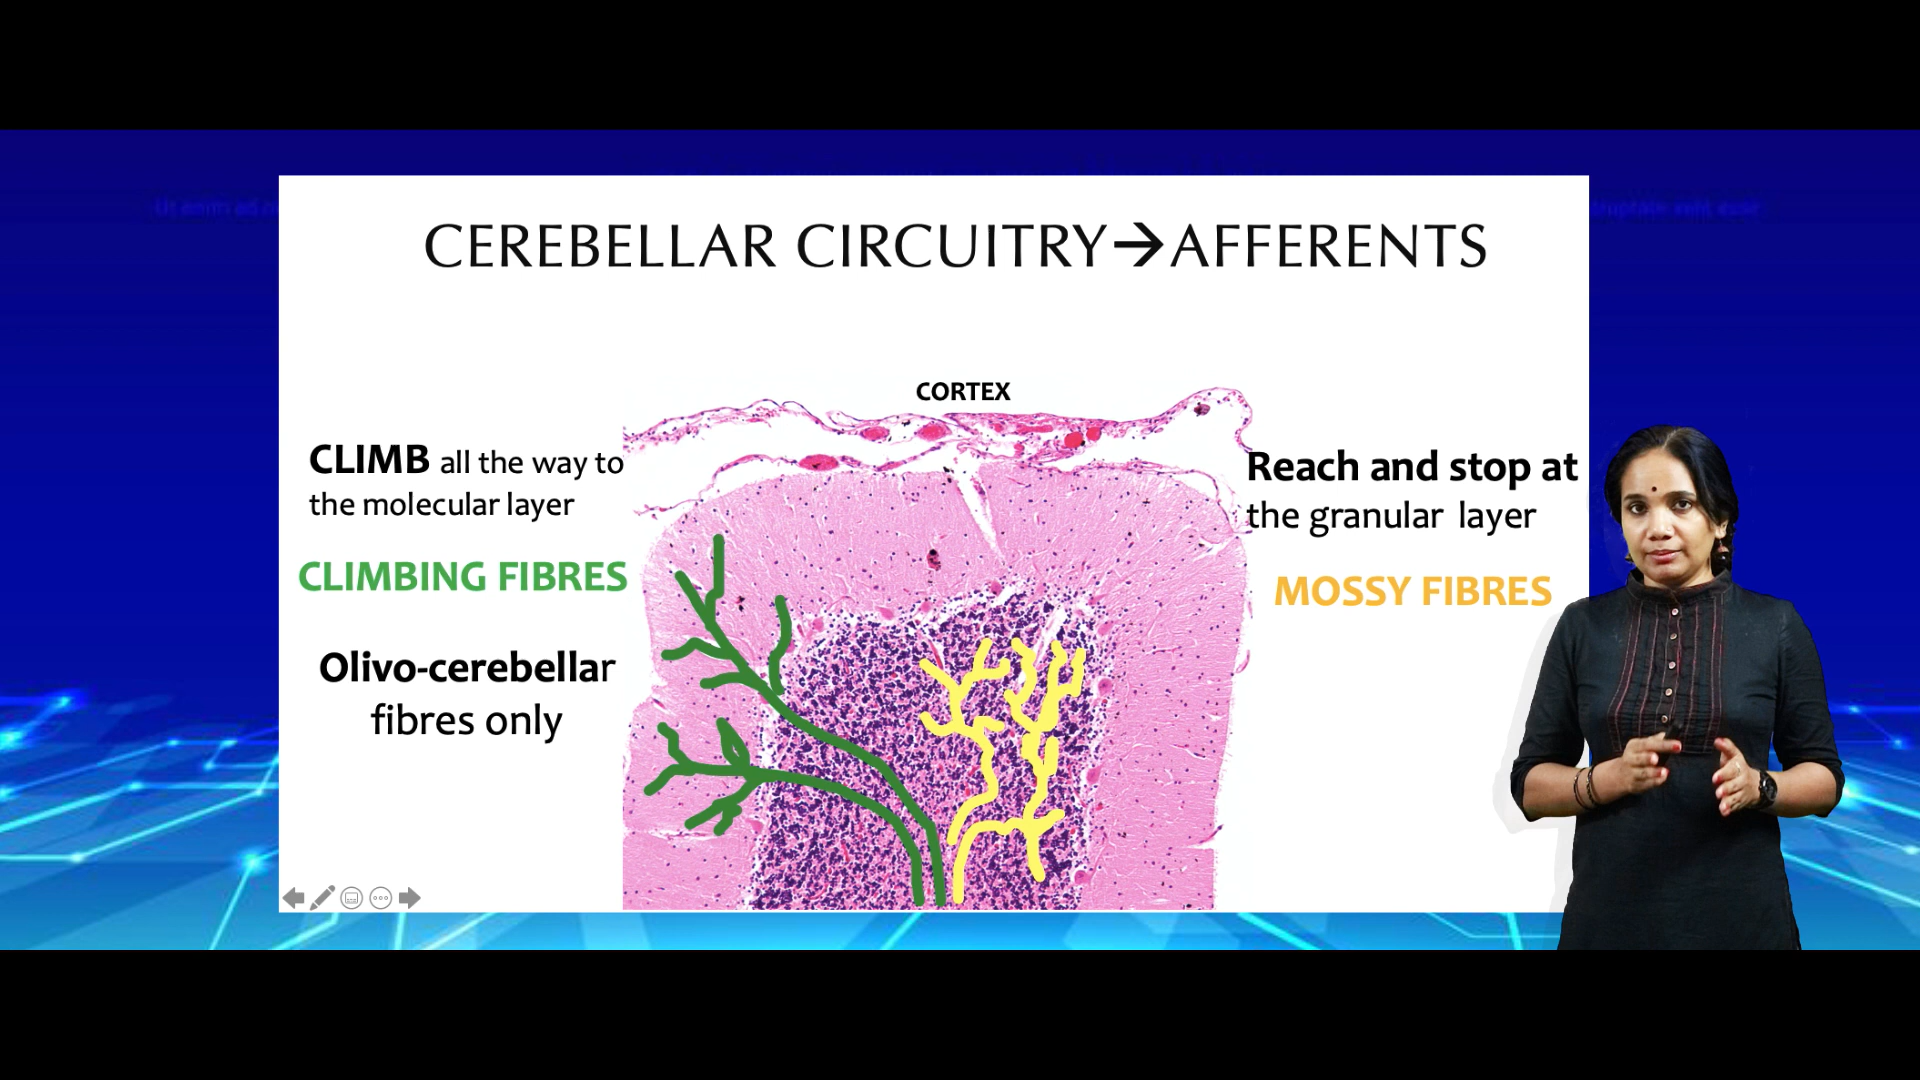 CEREBELLAR CIRCUITRY→AFFERENTS
CORTEX
CLIMB all the way to
the molecular layer
CLIMBING FIBRES
Olivo-cerebellar
fibres only
Reach and stop at
the granular layer
MOSSY FIBRES